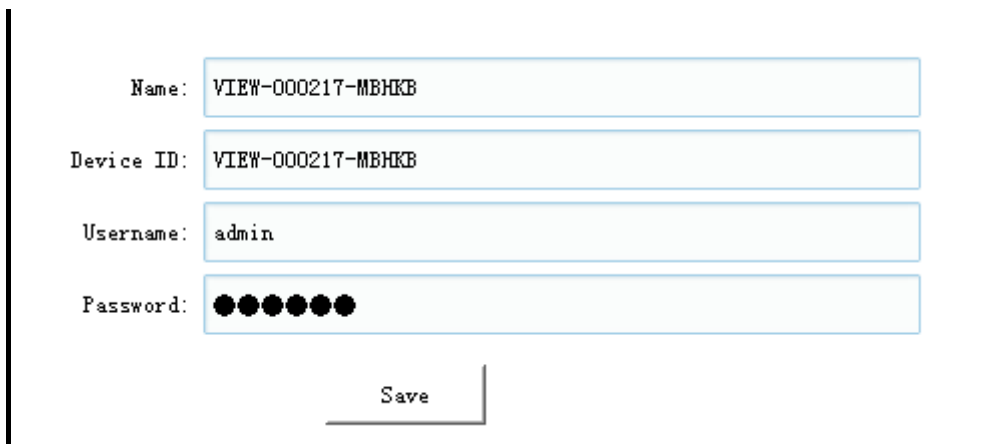 Name: VIEW-000217-MBHKB
Device ID: VIEW-000217-MBHKB
Username: admin
Password: ●●●●●●
Save